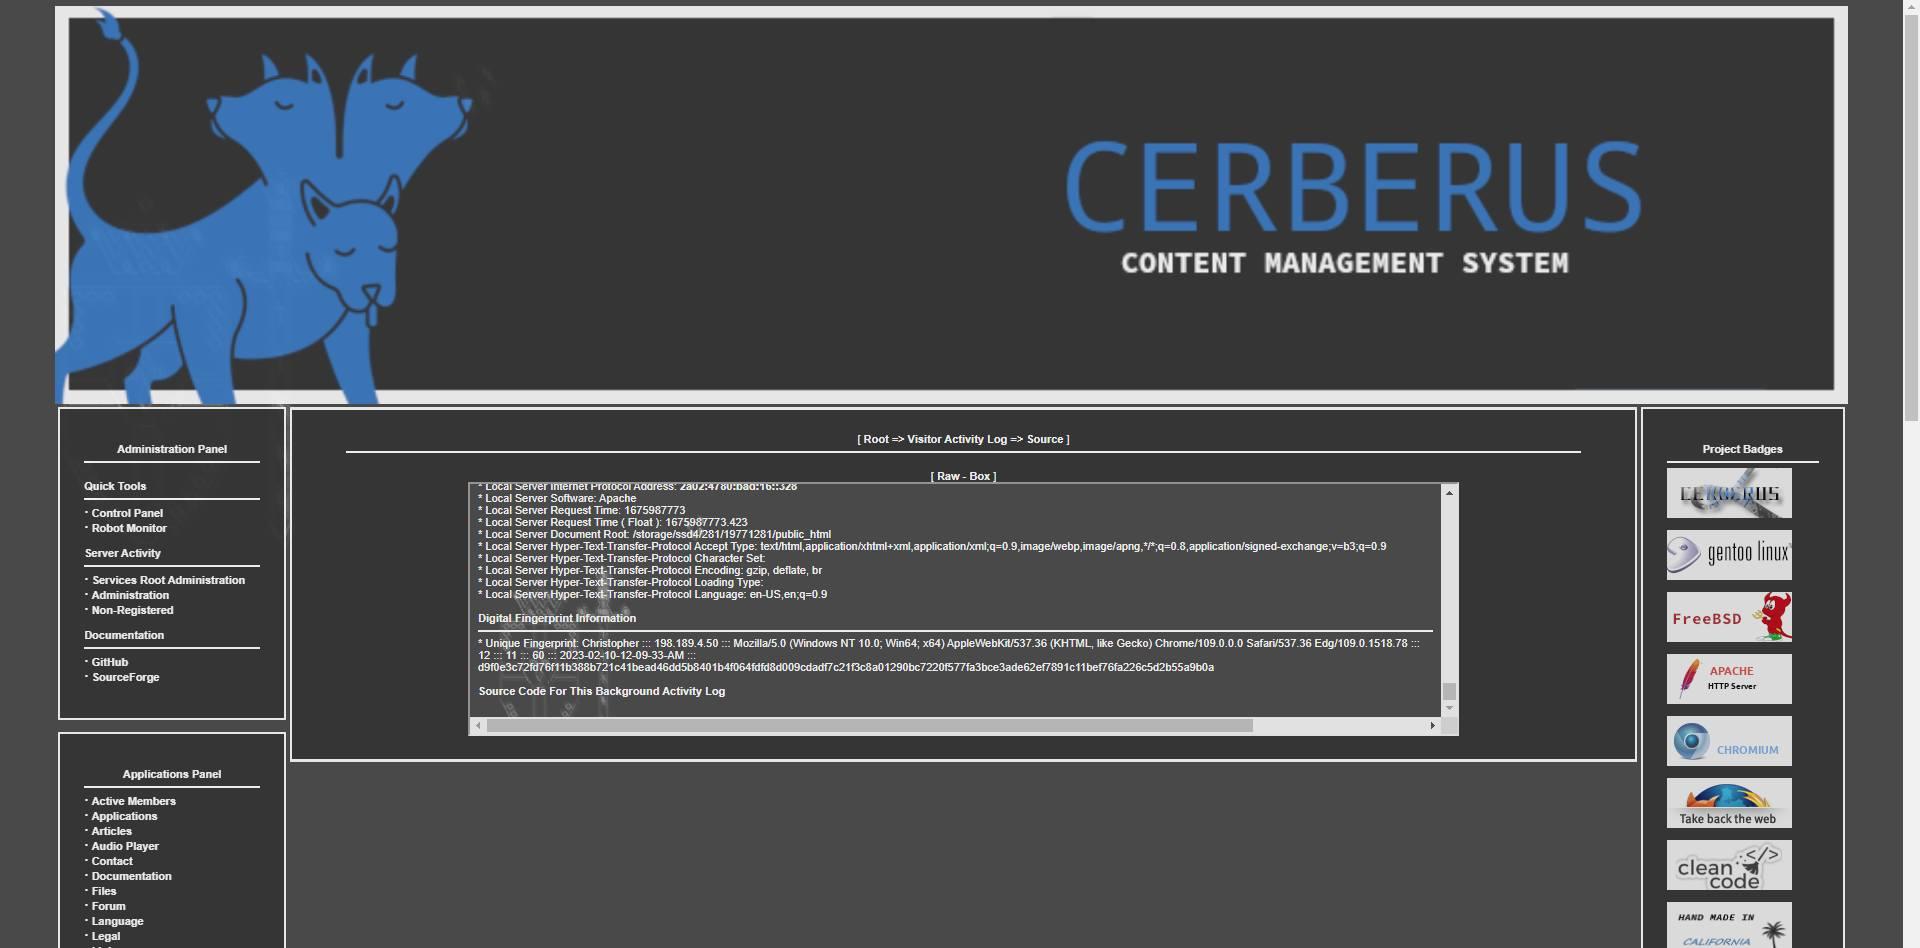 CERBERUS
CONTENT MANAGEMENT SYSTEM
Administration Panel
Quick Tools
· Control Panel
· Robot Monitor
Server Activity
· Services Root Administration
· Administration
· Non-Registered
Documentation
· GitHub
· SourceForge
Applications Panel
· Active Members
· Applications
· Articles
· Audio Player
· Contact
· Documentation
· Files
· Forum
· Language
· Legal
[ Root => Visitor Activity Log => Source ]
[ Raw - Box ]
* Local Server Internet Protocol Address: 2a02:4780:bad:16::328
* Local Server Software: Apache
* Local Server Request Time: 1675987773
* Local Server Request Time ( Float ): 1675987773.423
* Local Server Document Root: /storage/ssd4/281/19771281/public_html
* Local Server Hyper-Text-Transfer-Protocol Accept Type: text/html,application/xhtml+xml,application/xml;q=0.9,image/webp,image/apng,*/*;q=0.8,application/signed-exchange;v=b3;q=0.9
* Local Server Hyper-Text-Transfer-Protocol Character Set:
* Local Server Hyper-Text-Transfer-Protocol Encoding: gzip, deflate, br
* Local Server Hyper-Text-Transfer-Protocol Loading Type:
* Local Server Hyper-Text-Transfer-Protocol Language: en-US,en;q=0.9
Digital Fingerprint Information
* Unique Fingerprint: Christopher ::: 198.189.4.50 ::: Mozilla/5.0 (Windows NT 10.0; Win64; x64) AppleWebKit/537.36 (KHTML, like Gecko) Chrome/109.0.0.0 Safari/537.36 Edg/109.0.1518.78 :::
12 ::: 11 ::: 60 ::: 2023-02-10-12-09-33-AM :::
d9f0e3c72fd76f11b388b721c41bead46dd5b8401b4f064fdfd8d009cdadf7c21f3c8a01290bc7220f577fa3bce3ade62ef7891c11bef76fa226c5d2b55a9b0a
Source Code For This Background Activity Log
Project Badges
CERBERUS
gentoo linux
FreeBSD
APACHE
HTTP Server
CHROMIUM
Take back the web
clean </>
code
HAND MADE IN
CALIFORNIA